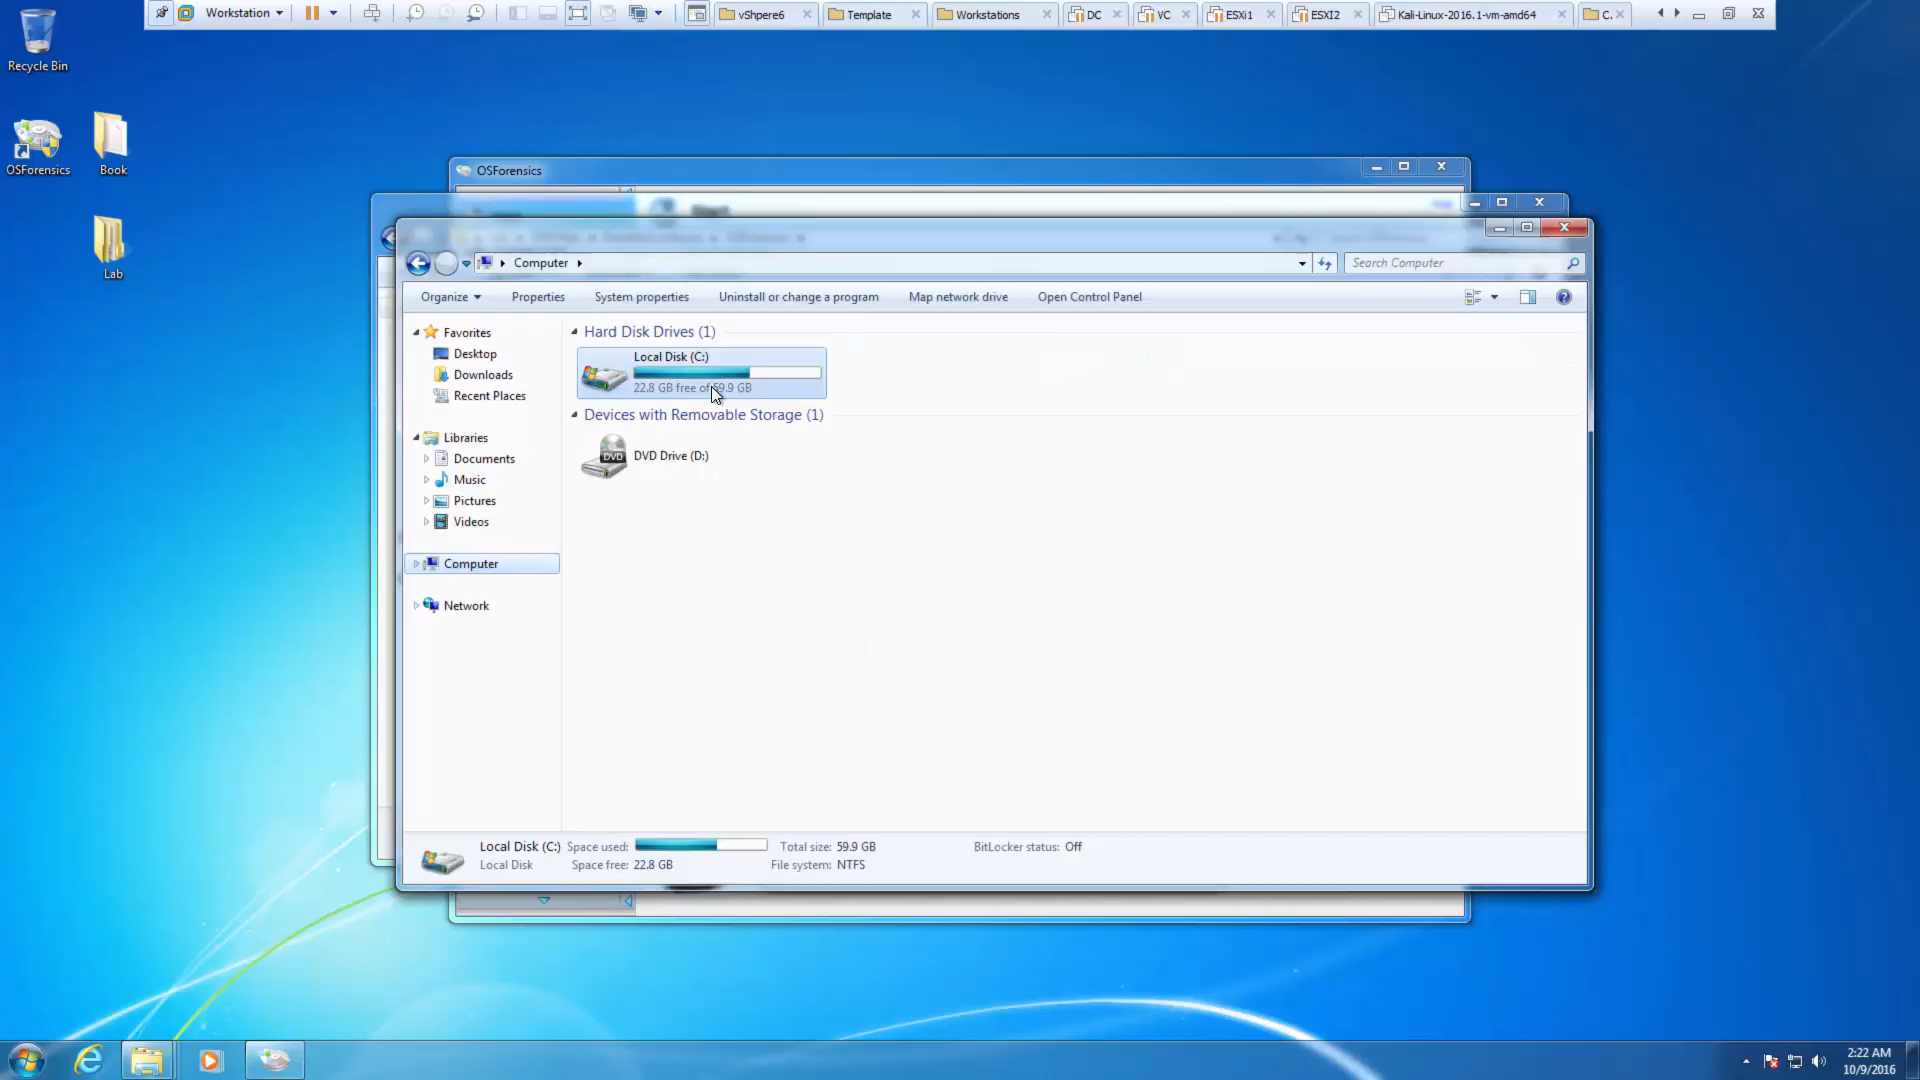 Workstation
vShpere6
Template
Workstations
DC
VC
ESXi1
ESXI2
Kali-Linux-2016.1-vm-amd64
C.
Recycle Bin
OSForensics
Book
Lab
OSForensics
Computer
Search Computer
Organize
Properties
System properties
Uninstall or change a program
Map network drive
Open Control Panel
Favorites
Desktop
Downloads
Recent Places
Libraries
Documents
Music
Pictures
Videos
Computer
Network
Hard Disk Drives (1)
Local Disk (C:)
22.8 GB free of 59.9 GB
Devices with Removable Storage (1)
DVD
DVD Drive (D:)
Local Disk (C:) Space used: Total size: 59.9 GB BitLocker status: Off
Local Disk Space free: 22.8 GB File system: NTFS
2:22 AM
10/9/2016